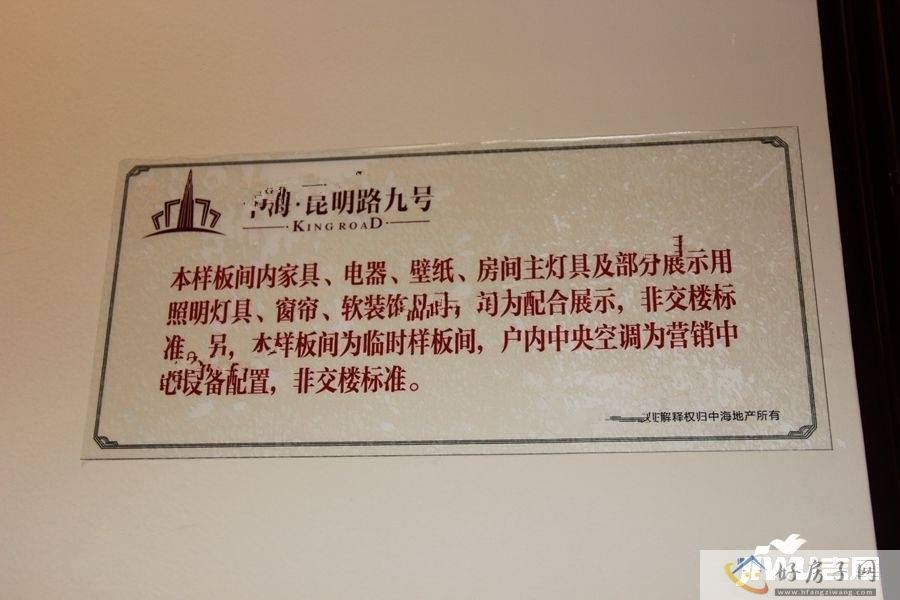 中海·昆明路九号
KING ROAD
本样板间内家具、电器、壁纸、房间主灯具及部分展示用
照明灯具、窗帘、软装饰品时，为配合展示，非交楼标
准。另，本样板间为临时样板间，户内中央空调为营销中
心设备配置，非交楼标准。
解释权归中海地产所有
好房子网
www.hfangziwang.com